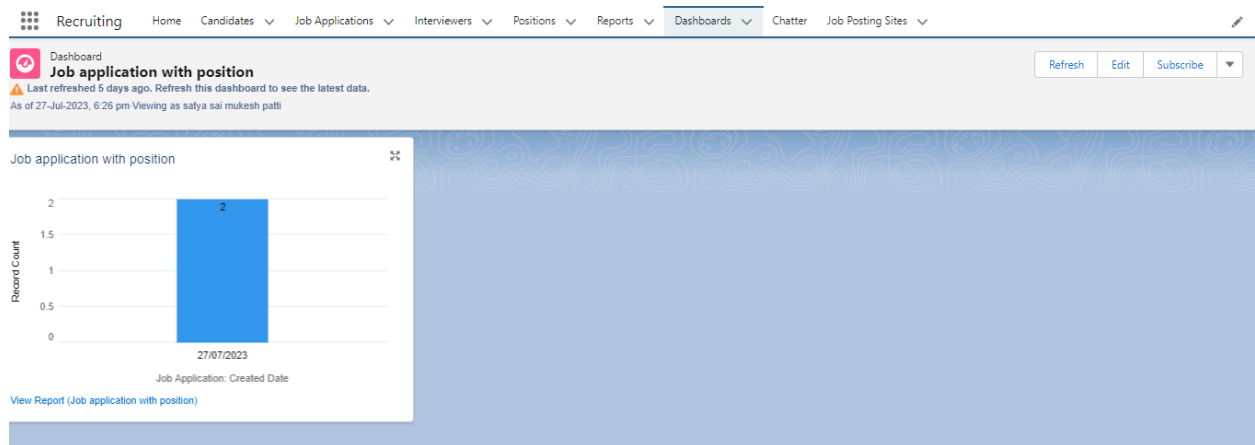 Recruiting Home Candidates Job Applications Interviewers Positions Reports Dashboards Chatter Job Posting Sites
Dashboard
Job application with position
Last refreshed 5 days ago. Refresh this dashboard to see the latest data.
As of 27-Jul-2023, 6:26 pm·Viewing as satya sai mukesh patti
Refresh Edit Subscribe
Job application with position
Record Count
2
1.5
1
0.5
0
2
27/07/2023
Job Application: Created Date
View Report (Job application with position)